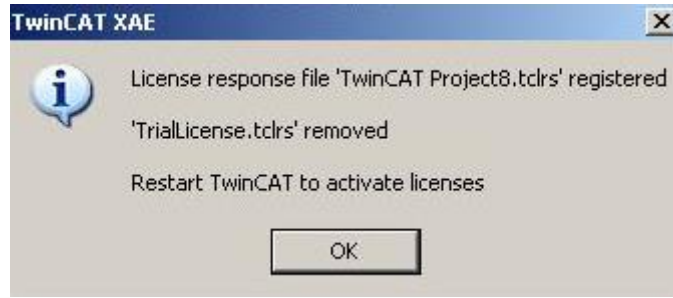 TwinCAT XAE
License response file 'TwinCAT Project8.tclrs' registered
'TrialLicense.tclrs' removed
Restart TwinCAT to activate licenses
OK